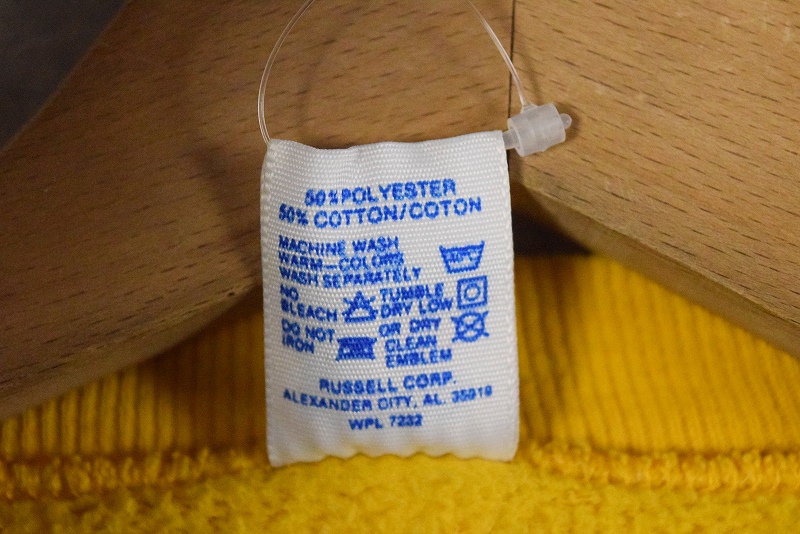 50% POLYESTER
50% COTTON/COTON
MACHINE WASH
WARM-COLORS
WASH SEPARATELY
NO
BLEACH
TUMBLE
DRY LOW
DO NOT
IRON
OR DRY
CLEAN
EMBLEM
RUSSELL CORP.
ALEXANDER CITY, AL. 35010
WPL 7232